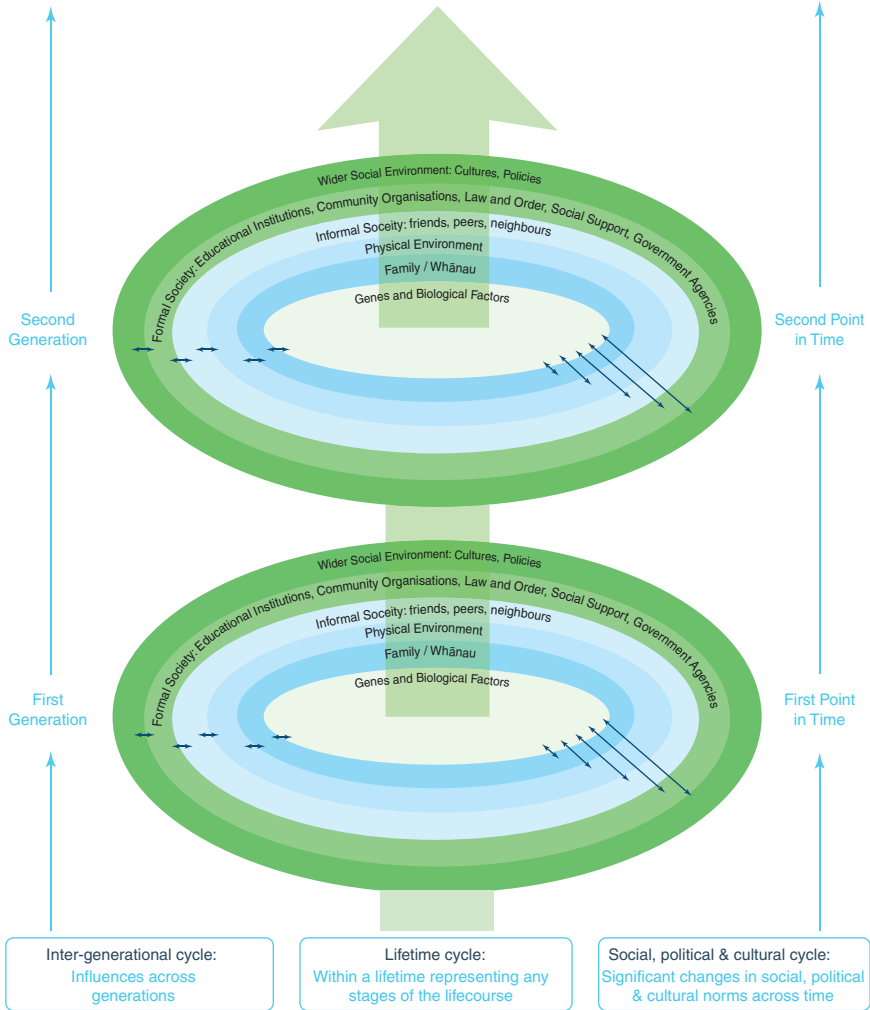 Wider Social Environment: Cultures, Policies
Formal Society: Educational Institutions, Community Organisations, Law and Order, Social Support, Government Agencies
Informal Soceity: friends, peers, neighbours
Physical Environment
Family / Whānau
Genes and Biological Factors
Second
Generation
Second Point
in Time
Wider Social Environment: Cultures, Policies
Formal Society: Educational Institutions, Community Organisations, Law and Order, Social Support, Government Agencies
Informal Soceity: friends, peers, neighbours
Physical Environment
Family / Whānau
Genes and Biological Factors
First
Generation
First Point
in Time
Inter-generational cycle:
Influences across
generations
Lifetime cycle:
Within a lifetime representing any
stages of the lifecourse
Social, political & cultural cycle:
Significant changes in social, political
& cultural norms across time